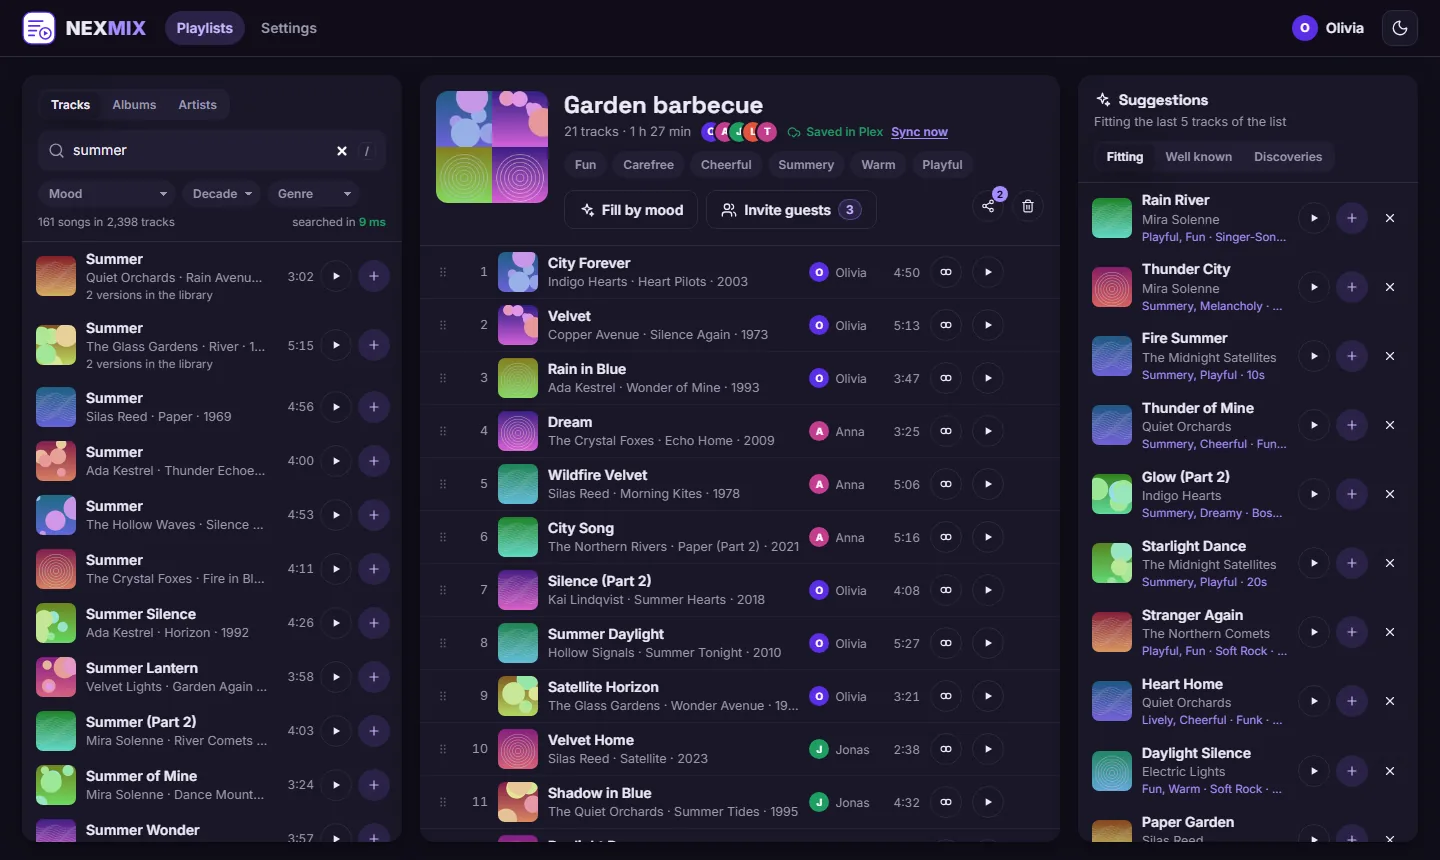 NEXMIX
Playlists
Settings
O
Olivia
Tracks
Albums
Artists
summer
/
Mood
Decade
Genre
161 songs in 2,398 tracks
searched in 9 ms
Summer
Quiet Orchards · Rain Avenu...
2 versions in the library
3:02
Summer
The Glass Gardens · River · 1...
2 versions in the library
5:15
Summer
Silas Reed · Paper · 1969
4:56
Summer
Ada Kestrel · Thunder Echoe...
4:00
Summer
The Hollow Waves · Silence ...
4:53
Summer
The Crystal Foxes · Fire in Bl...
4:11
Summer Silence
Ada Kestrel · Horizon · 1992
4:26
Summer Lantern
Velvet Lights · Garden Again ...
3:58
Summer (Part 2)
Mira Solenne · River Comets ...
4:03
Summer of Mine
Mira Solenne · Dance Mount...
3:24
Summer Wonder
3:57
Garden barbecue
21 tracks · 1 h 27 min
J
T
Saved in Plex
Sync now
Fun
Carefree
Cheerful
Summery
Warm
Playful
Fill by mood
Invite guests
3
2
1
City Forever
Indigo Hearts · Heart Pilots · 2003
O
Olivia
4:50
2
Velvet
Copper Avenue · Silence Again · 1973
O
Olivia
5:13
3
Rain in Blue
Ada Kestrel · Wonder of Mine · 1993
O
Olivia
3:47
4
Dream
The Crystal Foxes · Echo Home · 2009
A
Anna
3:25
5
Wildfire Velvet
Silas Reed · Morning Kites · 1978
A
Anna
5:06
6
City Song
The Northern Rivers · Paper (Part 2) · 2021
A
Anna
5:16
7
Silence (Part 2)
Kai Lindqvist · Summer Hearts · 2018
O
Olivia
4:08
8
Summer Daylight
Hollow Signals · Summer Tonight · 2010
O
Olivia
5:27
9
Satellite Horizon
The Glass Gardens · Wonder Avenue · 19...
O
Olivia
3:21
10
Velvet Home
Silas Reed · Satellite · 2023
J
Jonas
2:38
11
Shadow in Blue
The Quiet Orchards · Summer Tides · 1995
J
Jonas
4:32
Suggestions
Fitting the last 5 tracks of the list
Fitting
Well known
Discoveries
Rain River
Mira Solenne
Playful, Fun · Singer-Son...
Thunder City
Mira Solenne
Summery, Melancholy · ...
Fire Summer
The Midnight Satellites
Summery, Playful · 10s
Thunder of Mine
Quiet Orchards
Summery, Cheerful · Fun...
Glow (Part 2)
Indigo Hearts
Summery, Dreamy · Bos...
Starlight Dance
The Midnight Satellites
Summery, Playful · 20s
Stranger Again
The Northern Comets
Playful, Fun · Soft Rock · ...
Heart Home
Quiet Orchards
Lively, Cheerful · Funk · ...
Daylight Silence
Electric Lights
Fun, Warm · Soft Rock · ...
Paper Garden
Silas Reed